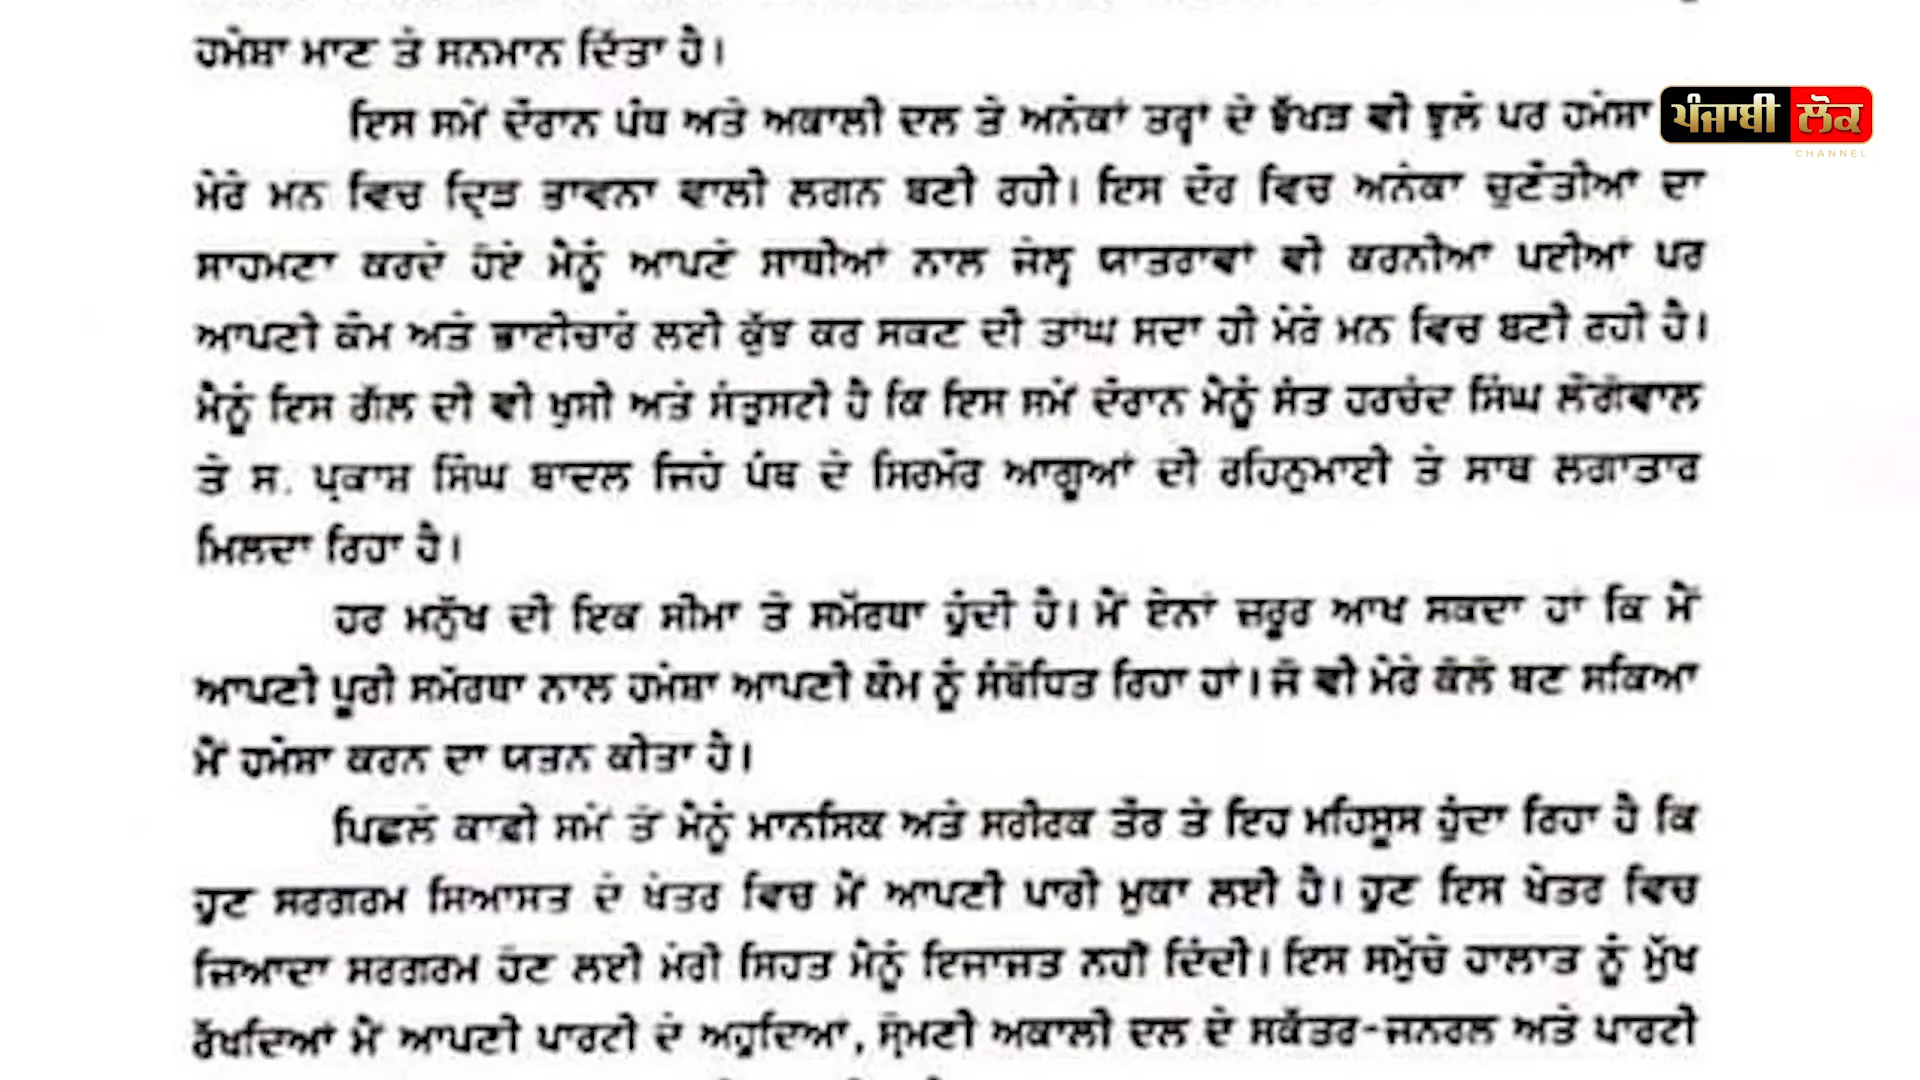 ਹਮੇਸ਼ਾ ਮਾਣ ਤੇ ਸਨਮਾਨ ਦਿੱਤਾ ਹੈ।
ਇਸ ਸਮੇਂ ਦੌਰਾਨ ਪੰਥ ਅਤੇ ਅਕਾਲੀ ਦਲ ਤੇ ਅਨੇਕਾਂ ਤਰ੍ਹਾਂ ਦੇ ਝੱਖੜ ਵੀ ਝੁਲੇ ਪਰ ਹਮੇਸ਼ਾ
ਪੰਜਾਬੀ ਲੋਕ
CHANNEL
ਮੇਰੇ ਮਨ ਵਿਚ ਦ੍ਰਿੜ ਭਾਵਨਾ ਵਾਲੀ ਲਗਨ ਬਣੀ ਰਹੀ। ਇਸ ਦੌਰ ਵਿਚ ਅਨੇਕਾਂ ਚੁਣੌਤੀਆਂ ਦਾ
ਸਾਹਮਣਾ ਕਰਦੇ ਹੋਏ ਮੈਨੂੰ ਆਪਣੇ ਸਾਥੀਆਂ ਨਾਲ ਜੇਲ੍ਹ ਯਾਤਰਾਵਾਂ ਵੀ ਕਰਨੀਆਂ ਪਈਆਂ ਪਰ
ਆਪਣੀ ਕੌਮ ਅਤੇ ਭਾਈਚਾਰੇ ਲਈ ਕੁੱਝ ਕਰ ਸਕਣ ਦੀ ਤਾਂਘ ਸਦਾ ਹੀ ਮੇਰੇ ਮਨ ਵਿਚ ਬਣੀ ਰਹੀ ਹੈ।
ਮੈਨੂੰ ਇਸ ਗੱਲ ਦੀ ਵੀ ਖੁਸ਼ੀ ਅਤੇ ਸੰਤੁਸ਼ਟੀ ਹੈ ਕਿ ਇਸ ਸਮੇਂ ਦੌਰਾਨ ਮੈਨੂੰ ਸੰਤ ਹਰਚੰਦ ਸਿੰਘ ਲੌਂਗੋਵਾਲ
ਤੇ ਸ. ਪ੍ਰਕਾਸ਼ ਸਿੰਘ ਬਾਦਲ ਜਿਹੇ ਪੰਥ ਦੇ ਸਿਰਮੌਰ ਆਗੂਆਂ ਦੀ ਰਹਿਨੁਮਾਈ ਤੇ ਸਾਥ ਲਗਾਤਾਰ
ਮਿਲਦਾ ਰਿਹਾ ਹੈ।
ਹਰ ਮਨੁੱਖ ਦੀ ਇਕ ਸੀਮਾ ਤੇ ਸਮੱਰਥਾ ਹੁੰਦੀ ਹੈ। ਮੈਂ ਏਨਾਂ ਜ਼ਰੂਰ ਆਖ ਸਕਦਾ ਹਾਂ ਕਿ ਮੈਂ
ਆਪਣੀ ਪੂਰੀ ਸਮੱਰਥਾ ਨਾਲ ਹਮੇਸ਼ਾ ਆਪਣੀ ਕੌਮ ਨੂੰ ਸੰਬੋਧਿਤ ਰਿਹਾ ਹਾਂ। ਜੋ ਵੀ ਮੇਰੇ ਕੋਲੋਂ ਬਣ ਸਕਿਆ
ਮੈਂ ਹਮੇਸ਼ਾ ਕਰਨ ਦਾ ਯਤਨ ਕੀਤਾ ਹੈ।
ਪਿਛਲੇ ਕਾਫ਼ੀ ਸਮੇਂ ਤੋਂ ਮੈਨੂੰ ਮਾਨਸਿਕ ਅਤੇ ਸਰੀਰਕ ਤੌਰ ਤੇ ਇਹ ਮਹਿਸੂਸ ਹੁੰਦਾ ਰਿਹਾ ਹੈ ਕਿ
ਹੁਣ ਸਰਗਰਮ ਸਿਆਸਤ ਦੇ ਖੇਤਰ ਵਿਚ ਮੈਂ ਆਪਣੀ ਪਾਰੀ ਮੁਕਾ ਲਈ ਹੈ। ਹੁਣ ਇਸ ਖੇਤਰ ਵਿਚ
ਜ਼ਿਆਦਾ ਸਰਗਰਮ ਹੋਣ ਲਈ ਮੇਰੀ ਸਿਹਤ ਮੈਨੂੰ ਇਜਾਜਤ ਨਹੀਂ ਦਿੰਦੀ। ਇਸ ਸਮੁੱਚੇ ਹਾਲਾਤ ਨੂੰ ਮੁੱਖ
ਰੱਖਦਿਆਂ ਮੈਂ ਆਪਣੀ ਪਾਰਟੀ ਦੇ ਅਹੁਦਿਆਂ, ਸ਼੍ਰੋਮਣੀ ਅਕਾਲੀ ਦਲ ਦੇ ਸਕੱਤਰ-ਜਨਰਲ ਅਤੇ ਪਾਰਟੀ